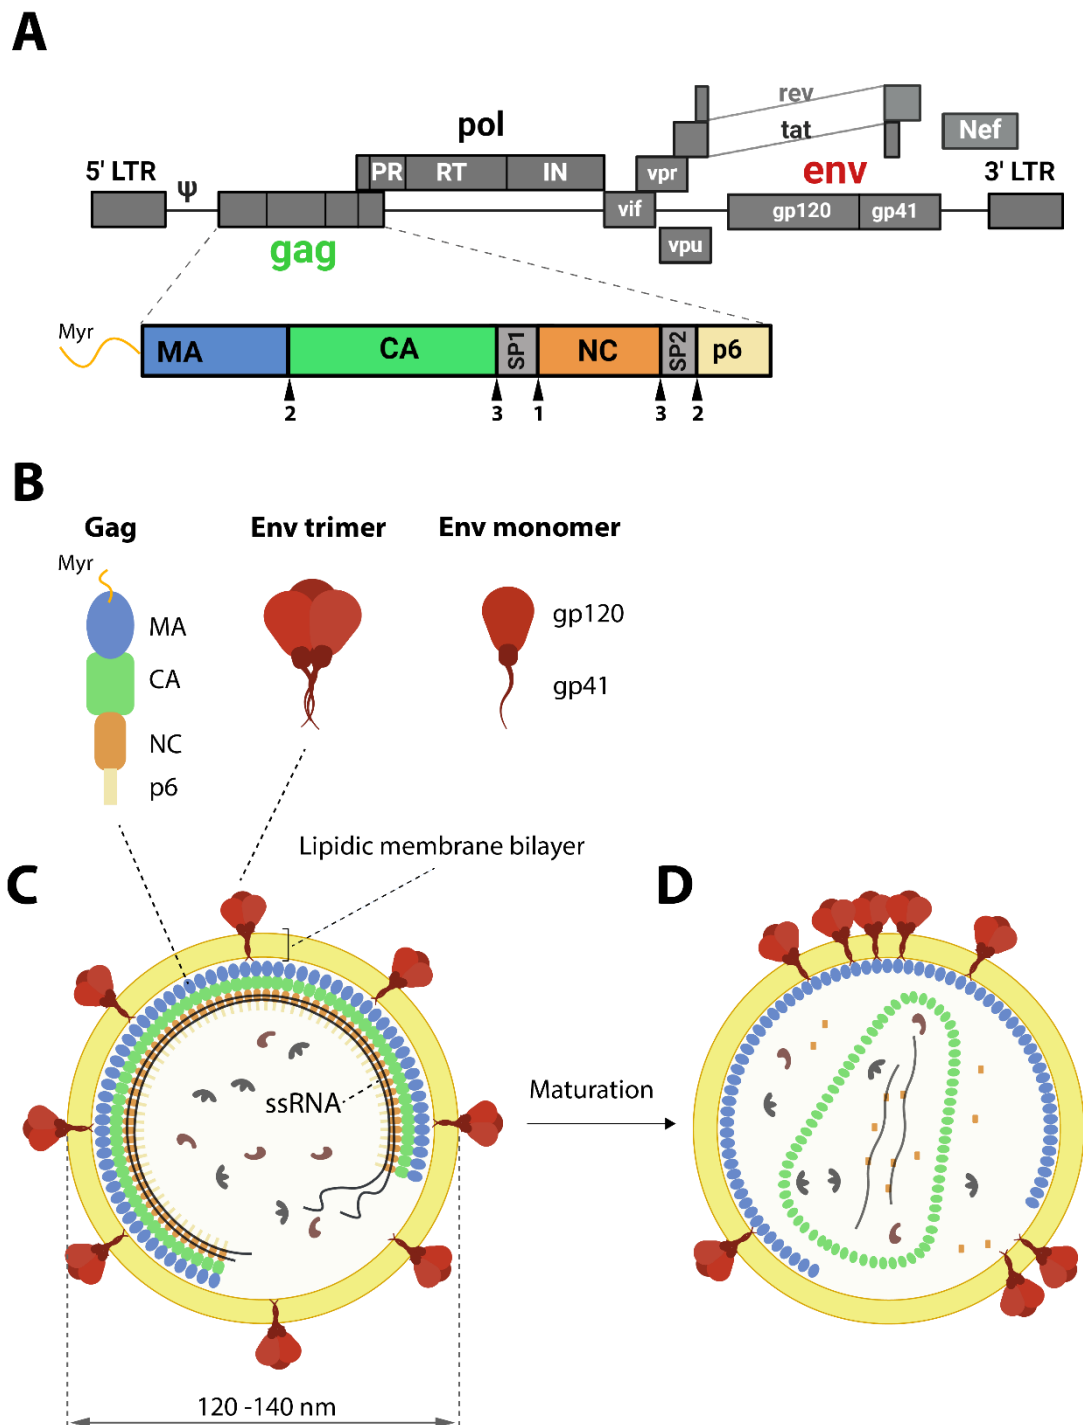 A
rev
pol
tat
Nef
5' LTR
ψ
PR RT IN
vpr
env
3' LTR
vif
gp120 gp41
gag
vpu
Myr
MA CA SP1 NC SP2 p6
2 3 1 3 2
B
Gag Env trimer Env monomer
Myr
gp120
MA
CA
gp41
NC
p6
Lipidic membrane bilayer
C
D
ssRNA
Maturation
120 -140 nm